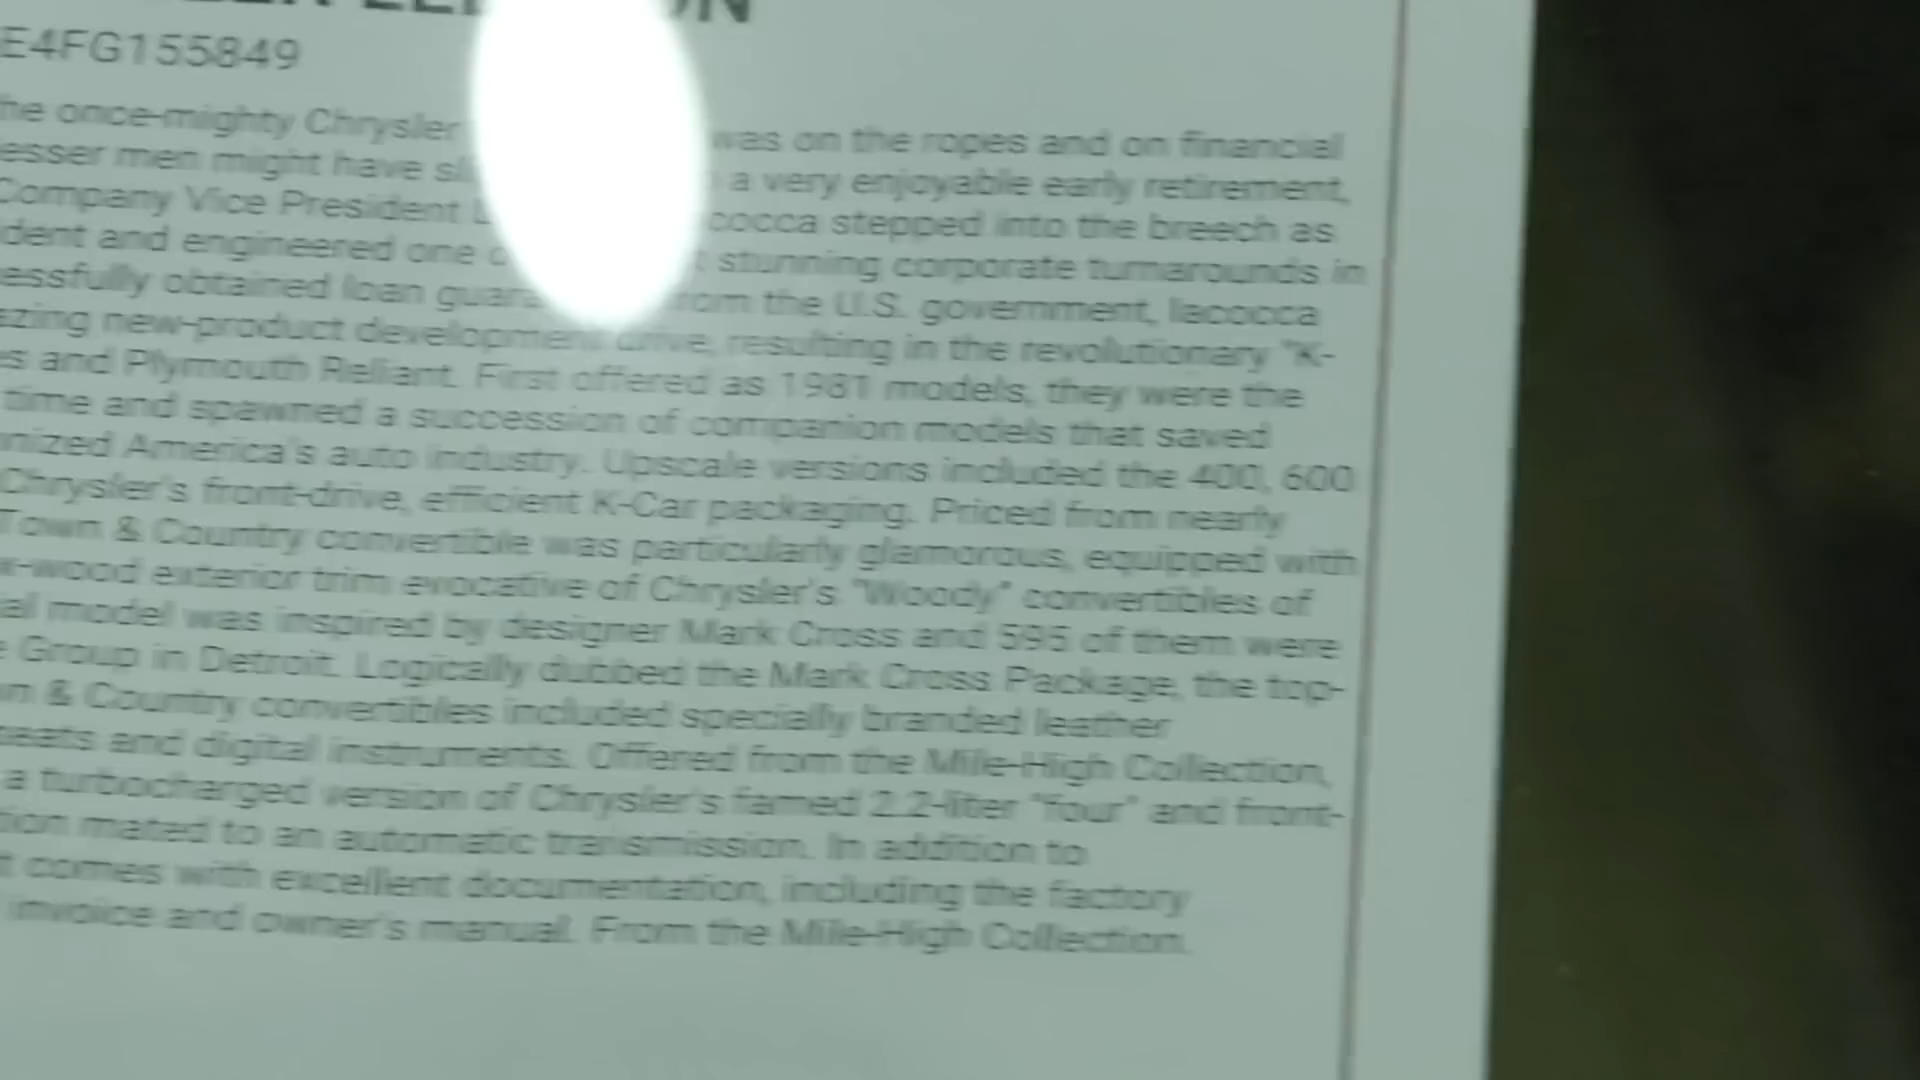 E4FG155849
he once-mighty Chrysler was on the ropes and on financial
lesser men might have a very enjoyable early retirement,
Company Vice President cocca stepped into the breech as
ident and engineered one stunning corporate turnarounds in
essfully obtained loan from the U.S. government, Iacocca
azing new-product development drive, resulting in the revolutionary "K-
es and Plymouth Reliant. First offered as 1981 models, they were the
time and spawned a succession of companion models that saved
nized America's auto industry. Upscale versions included the 400, 600
Chrysler's front-drive, efficient K-Car packaging. Priced from nearly
Town & Country convertible was particularly glamorous, equipped with
x-wood exterior trim evocative of Chrysler's "Woody" convertibles of
ial model was inspired by designer Mark Cross and 595 of them were
e Group in Detroit. Logically dubbed the Mark Cross Package, the top-
n & Country convertibles included specially branded leather
seats and digital instruments. Offered from the Mile-High Collection,
a turbocharged version of Chrysler's famed 2.2-liter "four" and front-
tion mated to an automatic transmission. In addition to
t comes with excellent documentation, including the factory
invoice and owner's manual. From the Mile-High Collection.